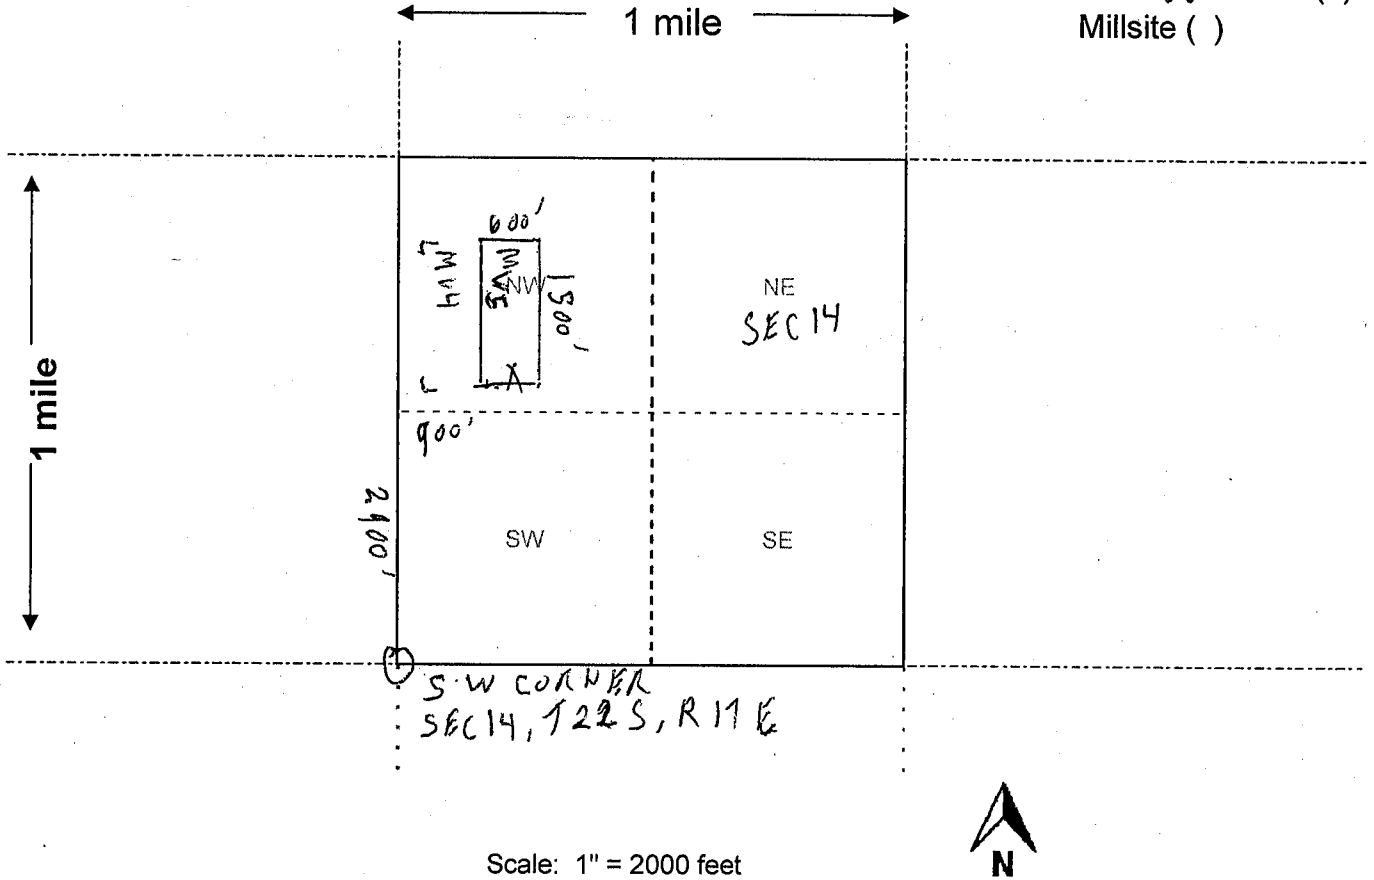 1 mile
Millsite ( )
1 mile
600'
NW
1500'
NE
SEC 14
900'
2900'
SW
SE
S.W CORNER
SEC 14, T22S, R17E
N
Scale: 1" = 2000 feet